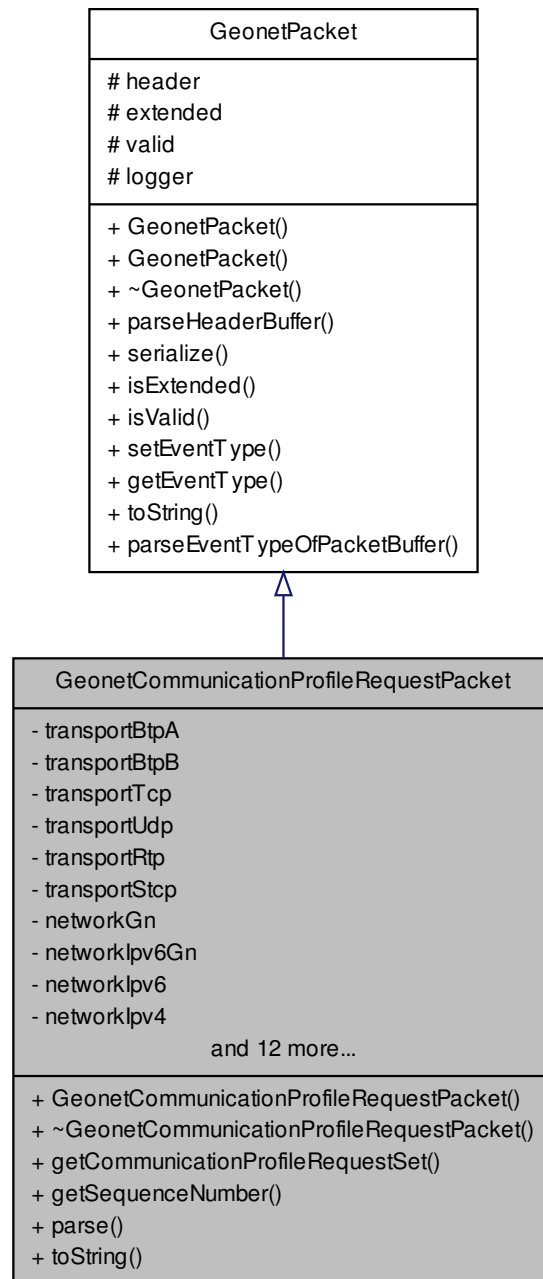 GeonetPacket
# header
# extended
# valid
# logger
+ GeonetPacket()
+ GeonetPacket()
+ ~GeonetPacket()
+ parseHeaderBuffer()
+ serialize()
+ isExtended()
+ isValid()
+ setEventType()
+ getEventType()
+ toString()
+ parseEventTypeOfPacketBuffer()
GeonetCommunicationProfileRequestPacket
- transportBtpA
- transportBtpB
- transportTcp
- transportUdp
- transportRtp
- transportStcp
- networkGn
- networkIpv6Gn
- networkIpv6
- networkIpv4
and 12 more...
+ GeonetCommunicationProfileRequestPacket()
+ ~GeonetCommunicationProfileRequestPacket()
+ getCommunicationProfileRequestSet()
+ getSequenceNumber()
+ parse()
+ toString()